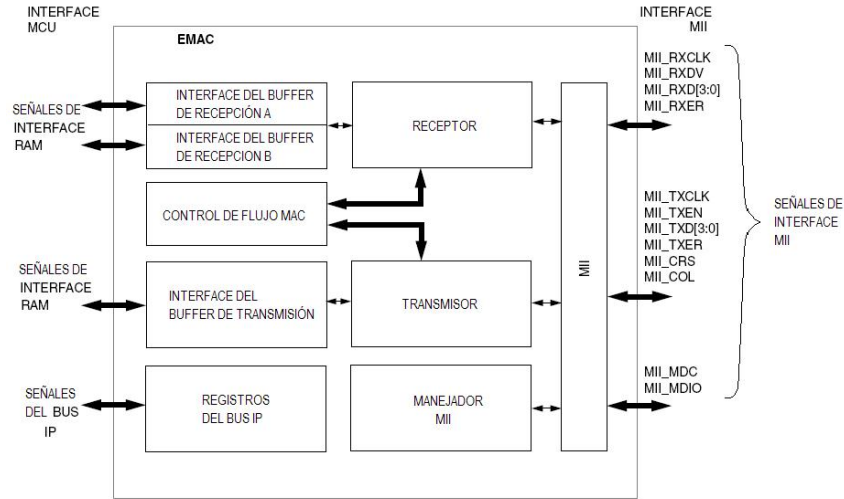 INTERFACE
MCU
INTERFACE
MII
EMAC
SEÑALES DE
INTERFACE
RAM
INTERFACE DEL BUFFER
DE RECEPCIÓN A
INTERFACE DEL BUFFER
DE RECEPCION B
RECEPTOR
MII_RXCLK
MII_RXDV
MII_RXD[3:0]
MII_RXER
CONTROL DE FLUJO MAC
MII_TXCLK
MII_TXEN
MII_TXD[3:0]
MII_TXER
MII_CRS
MII_COL
SEÑALES DE
INTERFACE
MII
SEÑALES DE
INTERFACE
RAM
INTERFACE DEL
BUFFER DE TRANSMISIÓN
TRANSMISOR
MII
SEÑALES
DEL BUS
IP
REGISTROS
DEL BUS IP
MANEJADOR
MII
MII_MDC
MII_MDIO